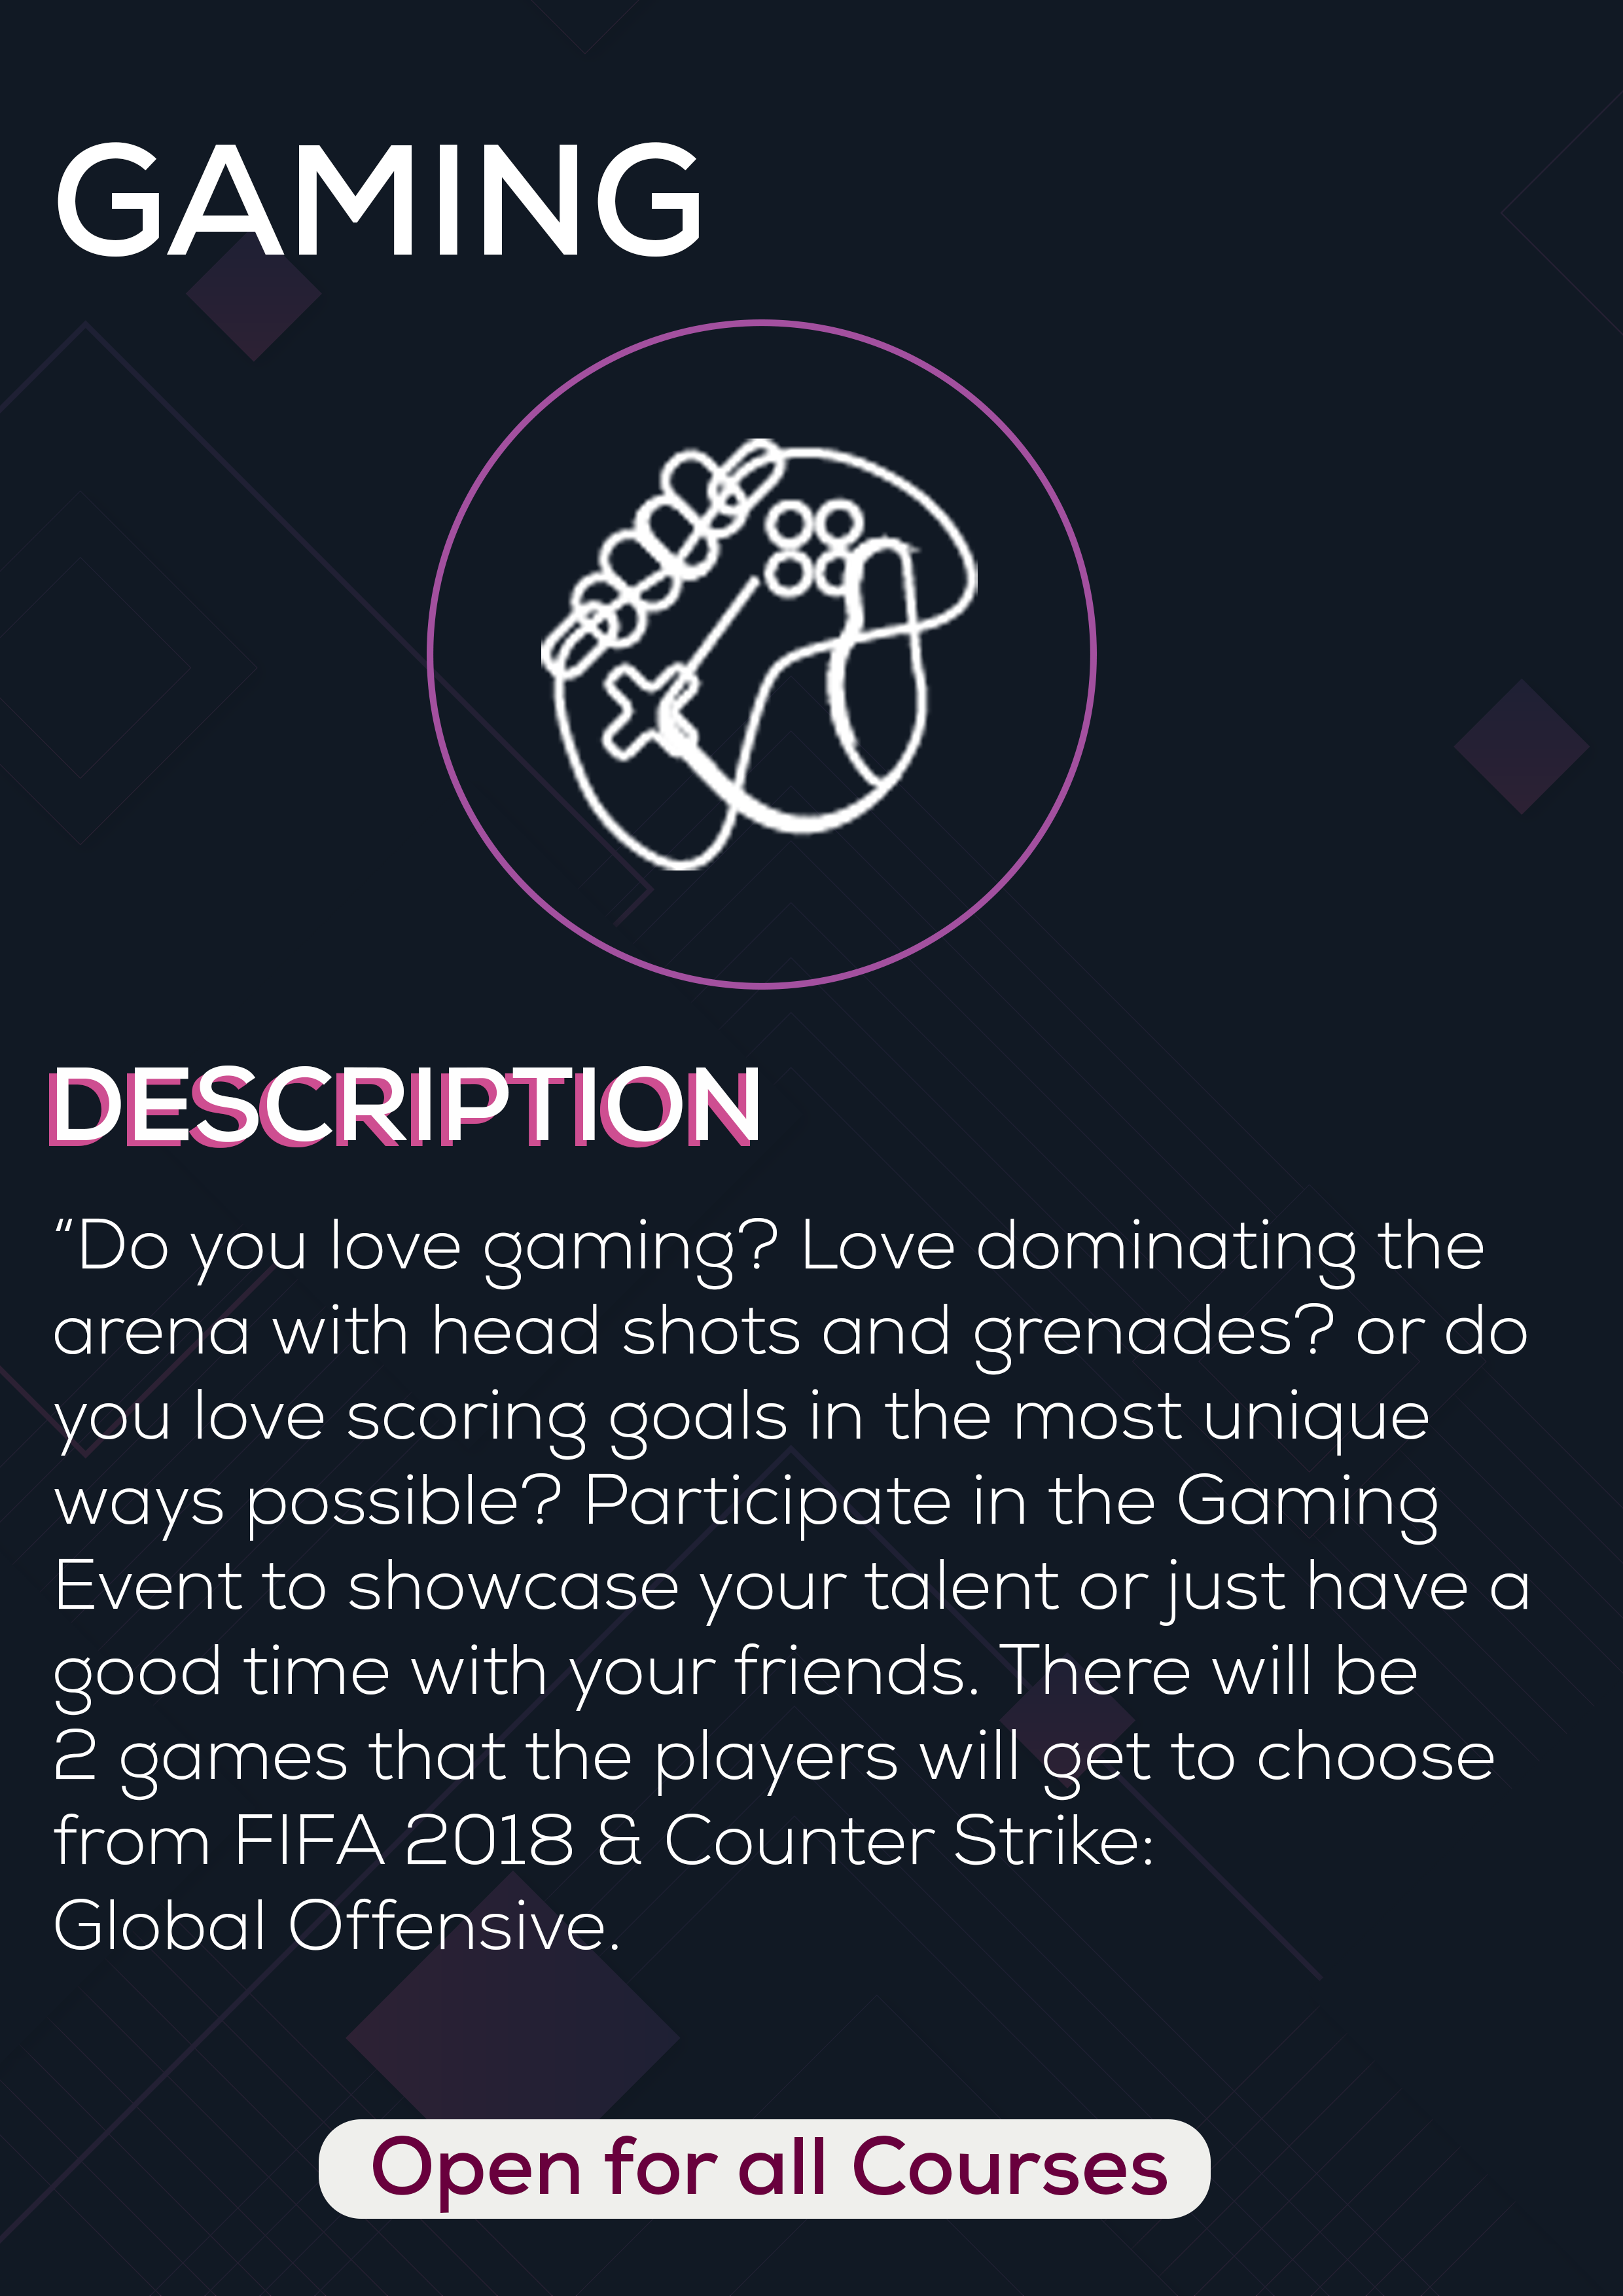 GAMING
DESCRIPTION
“Do you love gaming? Love dominating the
arena with head shots and grenades? or do
you love scoring goals in the most unique
ways possible? Participate in the Gaming
Event to showcase your talent or just have a
good time with your friends. There will be
2 games that the players will get to choose
from FIFA 2018 & Counter Strike:
Global Offensive.
Open for all Courses